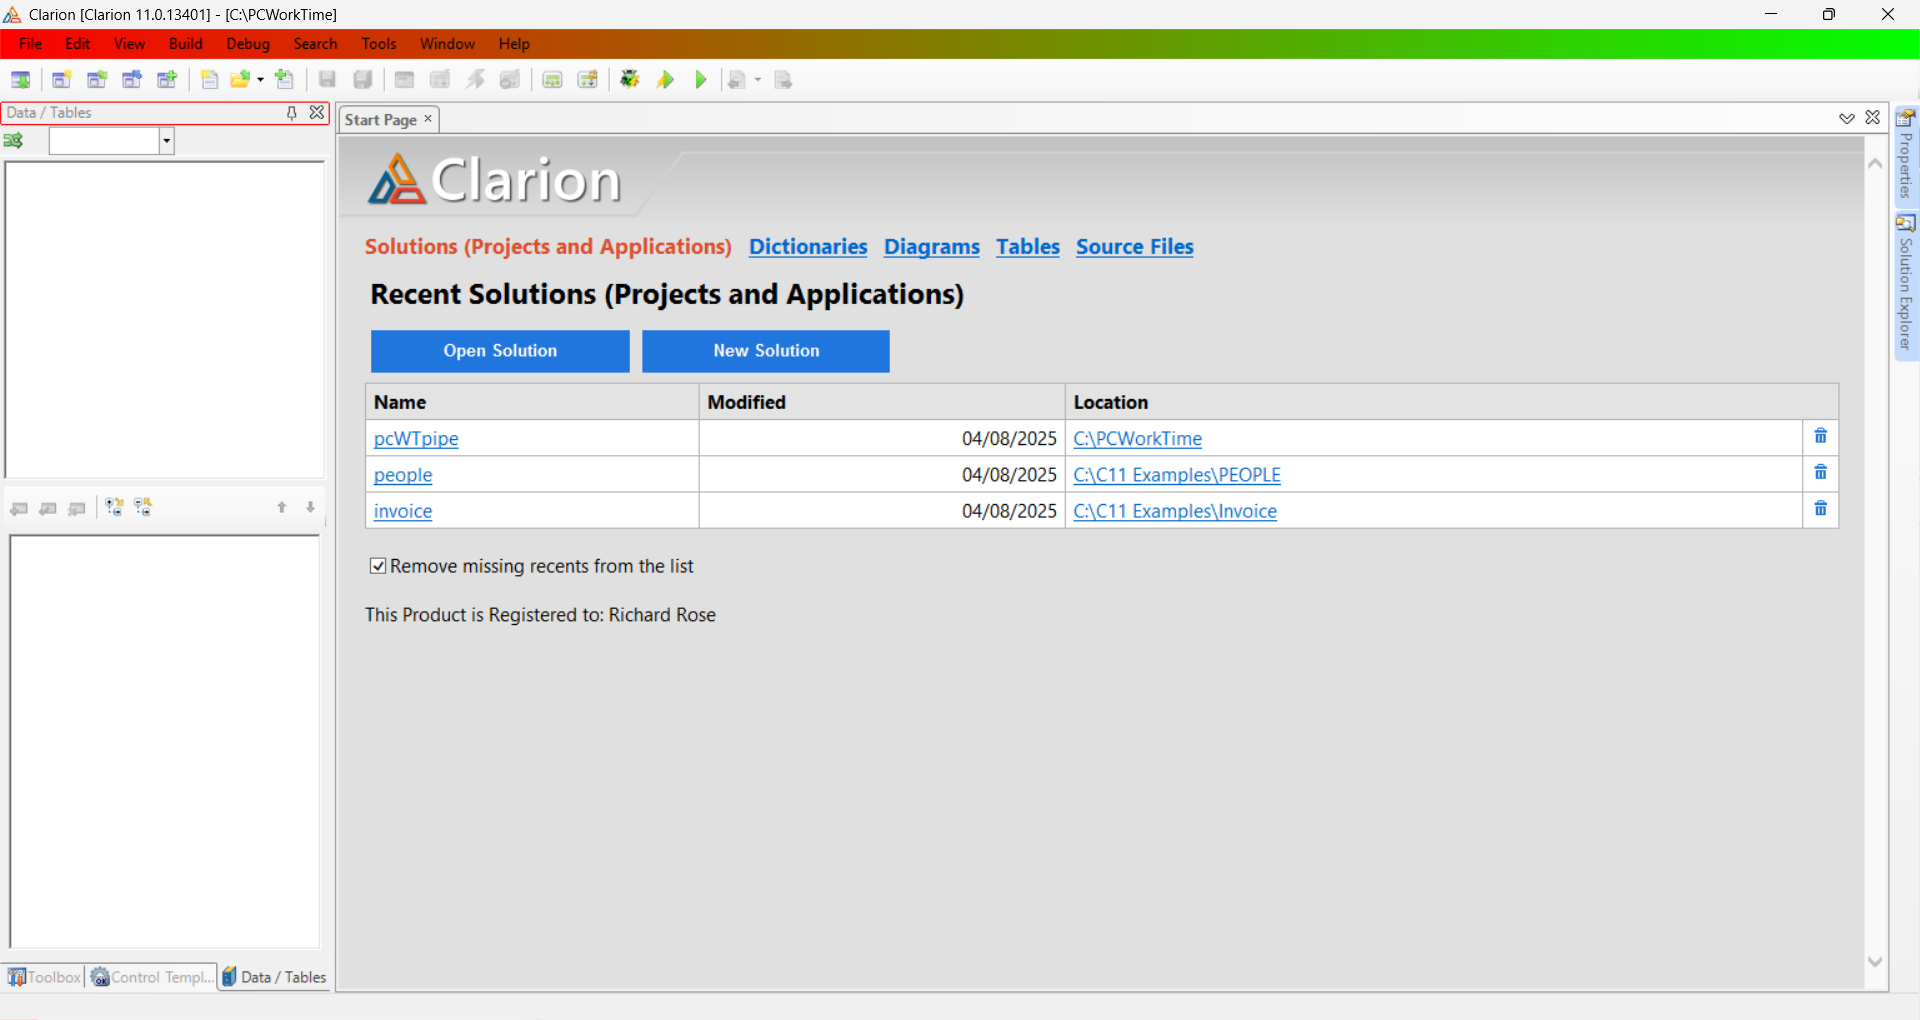 Clarion [Clarion 11.0.13401] - [C:\PCWorkTime]
File Edit View Build Debug Search Tools Window Help
Data / Tables
Start Page
Clarion
Solutions (Projects and Applications) Dictionaries Diagrams Tables Source Files
Recent Solutions (Projects and Applications)
Open Solution New Solution
Name Modified Location
pcWTpipe 04/08/2025 C:\PCWorkTime
people 04/08/2025 C:\C11 Examples\PEOPLE
invoice 04/08/2025 C:\C11 Examples\Invoice
Remove missing recents from the list
This Product is Registered to: Richard Rose
Toolbox Control Templ... Data / Tables
Properties
Solution Explorer